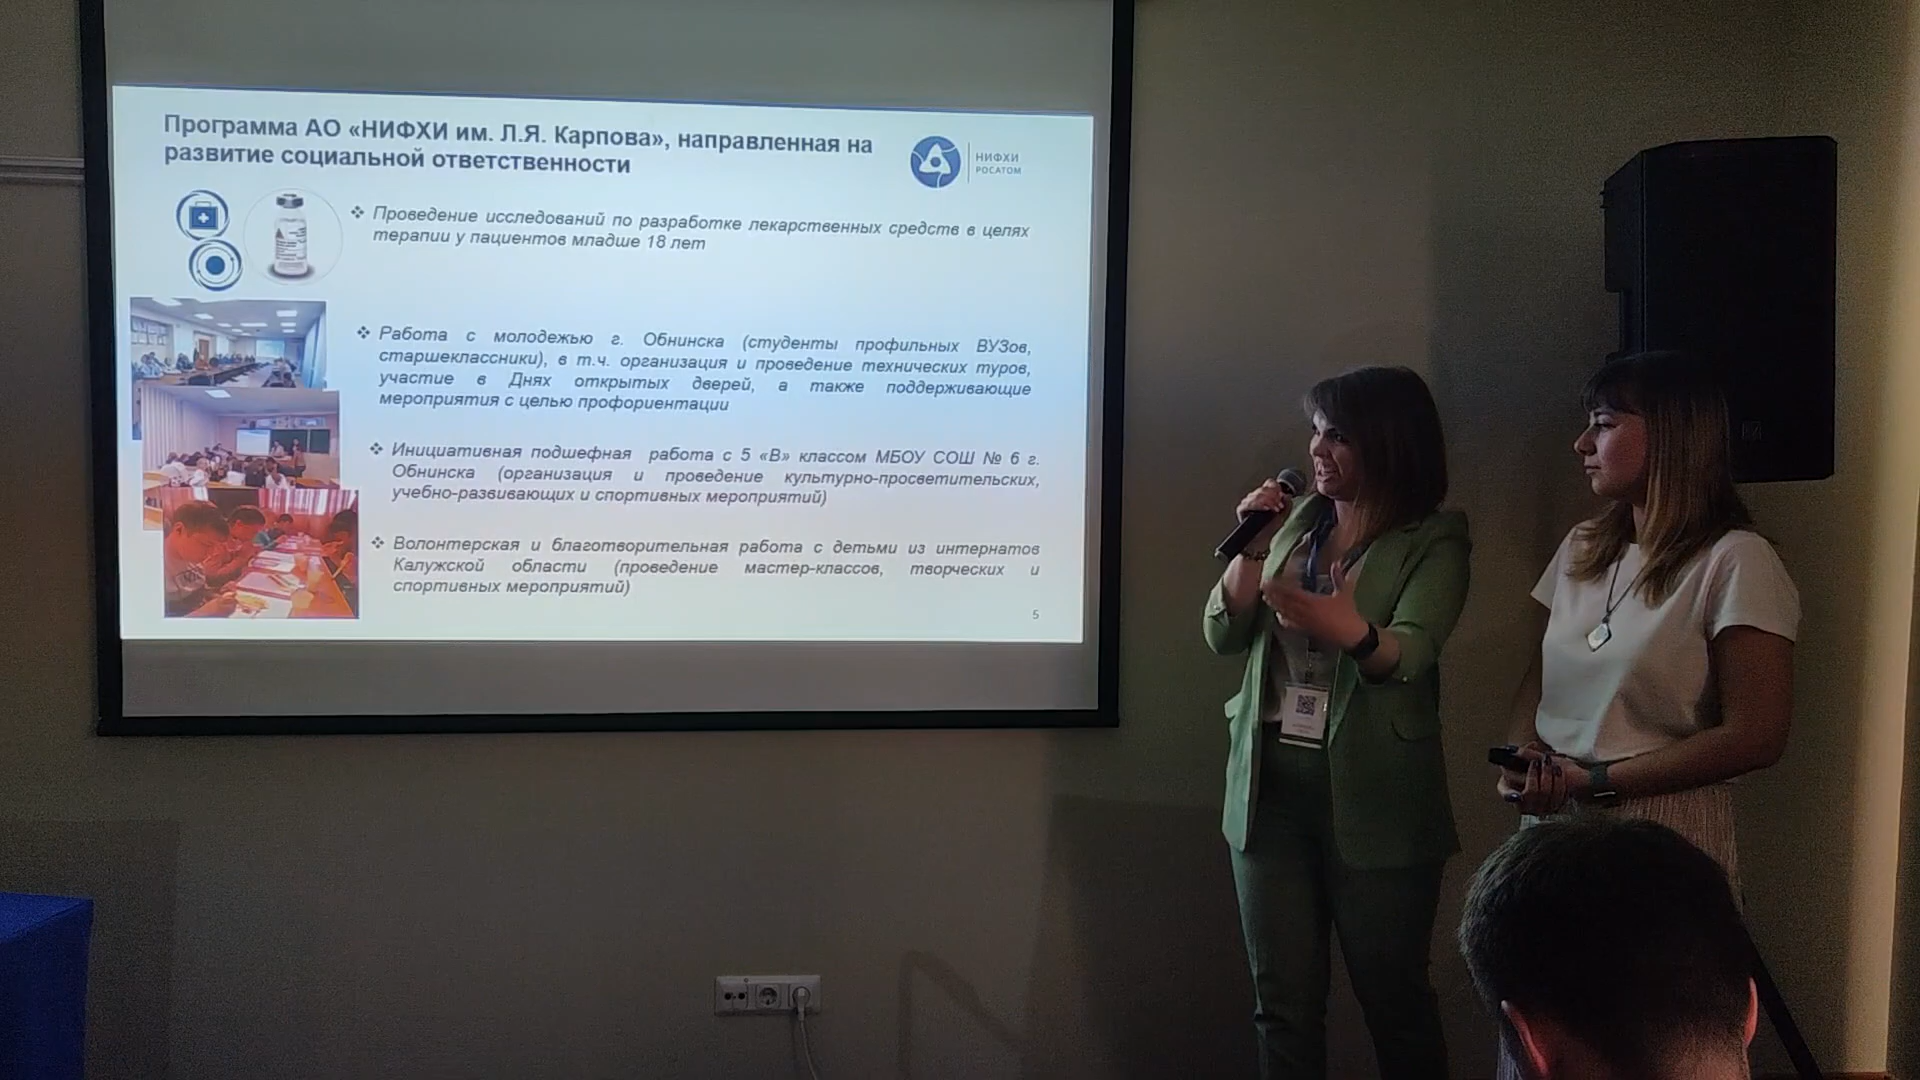 Программа АО «НИФХИ им. Л.Я. Карпова», направленная на
развитие социальной ответственности
НИФХИ
РОСАТОМ
❖ Проведение исследований по разработке лекарственных средств в целях
терапии у пациентов младше 18 лет
❖ Работа с молодежью г. Обнинска (студенты профильных ВУЗов,
старшеклассники), в т.ч. организация и проведение технических туров,
участие в Днях открытых дверей, а также поддерживающие
мероприятия с целью профориентации
❖ Инициативная подшефная работа с 5 «В» классом МБОУ СОШ № 6 г.
Обнинска (организация и проведение культурно-просветительских,
учебно-развивающих и спортивных мероприятий)
❖ Волонтерская и благотворительная работа с детьми из интернатов
Калужской области (проведение мастер-классов, творческих и
спортивных мероприятий)
5